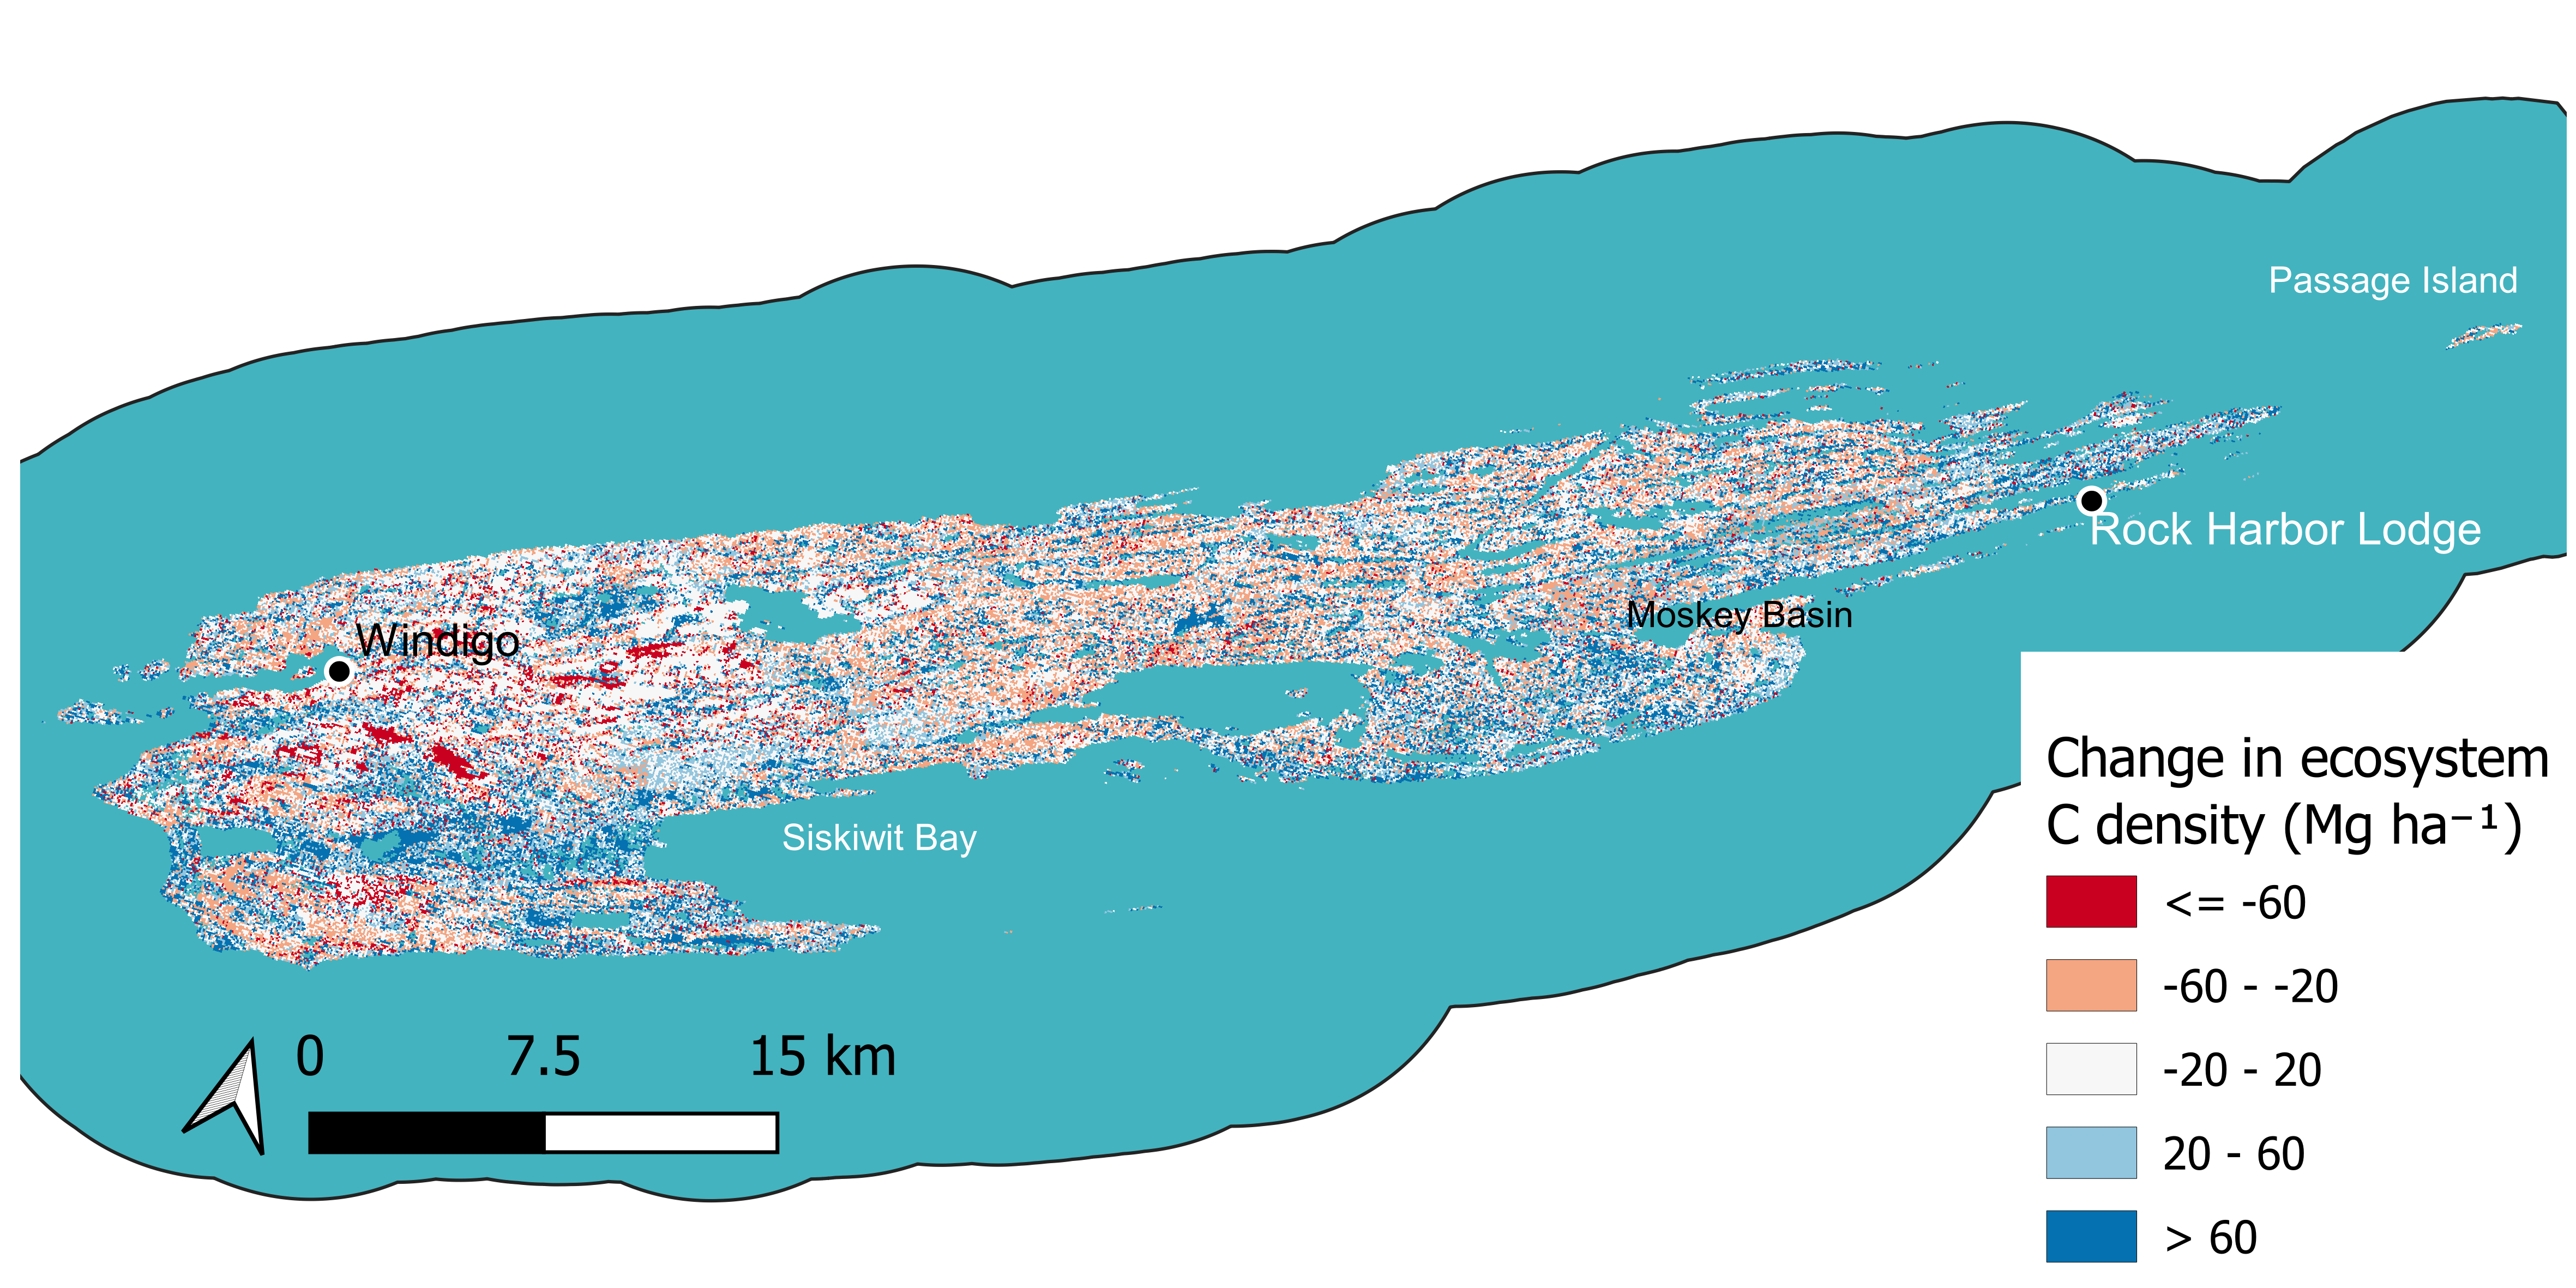 Passage Island
Rock Harbor Lodge
Moskey Basin
Windigo
Siskiwit Bay
0 7.5 15 km
Change in ecosystem
C density (Mg ha⁻¹)
<= -60
-60 - -20
-20 - 20
20 - 60
> 60